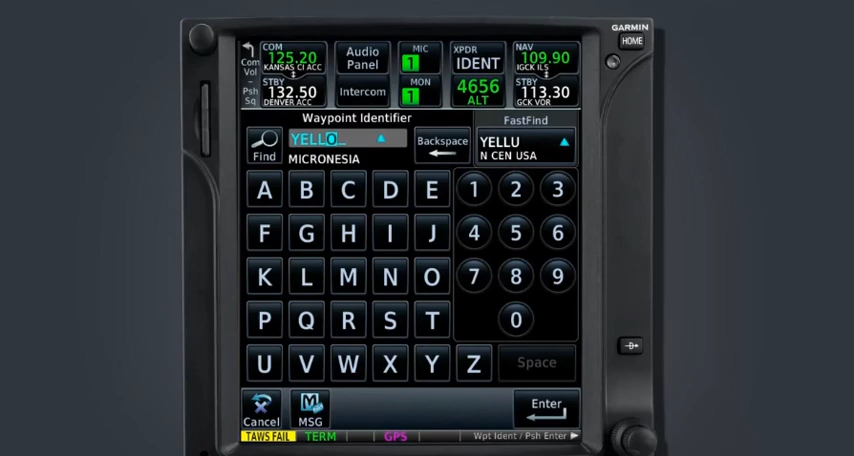 GARMIN
HOME
Com
Vol
-
Psh
Sq
COM
125.20
KANSAS CI ACC
STBY
132.50
DENVER ACC
Audio
Panel
Intercom
MIC
1
MON
1
XPDR
IDENT
4656
ALT
NAV
109.90
IGCK ILS
STBY
113.30
GCK VOR
Waypoint Identifier
FastFind
Find
YELLO_
MICRONESIA
Backspace
YELLU
N CEN USA
A B C D E 1 2 3
F G H I J 4 5 6
K L M N O 7 8 9
P Q R S T 0
U V W X Y Z Space
Cancel
MSG
Enter
TAWS FAIL TERM GPS Wpt Ident / Psh Enter
D